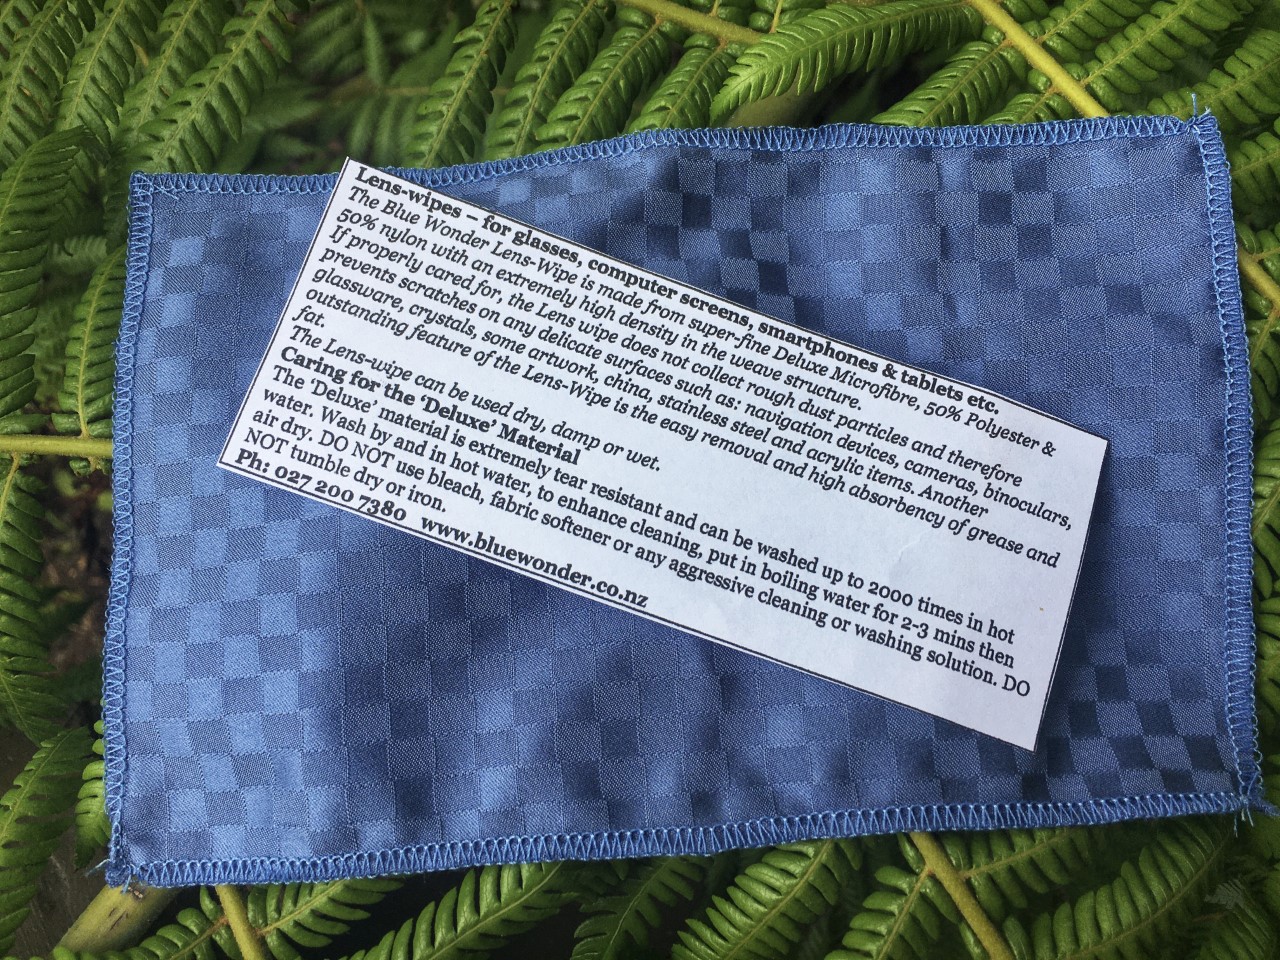 Lens-wipes – for glasses, computer screens, smartphones & tablets etc.
The Blue Wonder Lens-Wipe is made from super-fine Deluxe Microfibre, 50% Polyester &
50% nylon with an extremely high density in the weave structure.
If properly cared for, the Lens wipe does not collect rough dust particles and therefore
prevents scratches on any delicate surfaces such as: navigation devices, cameras, binoculars,
glassware, crystals, some artwork, china, stainless steel and acrylic items. Another
outstanding feature of the Lens-Wipe is the easy removal and high absorbency of grease and
fat.
The Lens-wipe can be used dry, damp or wet.
Caring for the 'Deluxe' Material
The 'Deluxe' material is extremely tear resistant and can be washed up to 2000 times in hot
water. Wash by and in hot water, to enhance cleaning, put in boiling water for 2-3 mins then
air dry. DO NOT use bleach, fabric softener or any aggressive cleaning or washing solution. DO
NOT tumble dry or iron.
Ph: 027 200 7380 www.bluewonder.co.nz